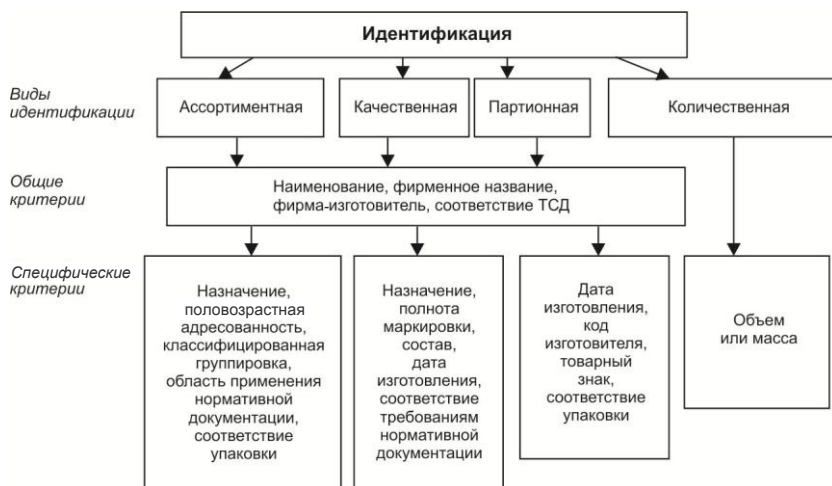 Идентификация
Виды
идентификации
Ассортиментная
Качественная
Партионная
Количественная
Общие
критерии
Наименование, фирменное название,
фирма-изготовитель, соответствие ТСД
Специфические
критерии
Назначение,
половозрастная
адресованность,
классифицированная
группировка,
область применения
нормативной
документации,
соответствие
упаковки
Назначение,
полнота
маркировки,
состав,
дата
изготовления,
соответствие
требованиям
нормативной
документации
Дата
изготовления,
код
изготовителя,
товарный
знак,
соответствие
упаковки
Объем
или масса